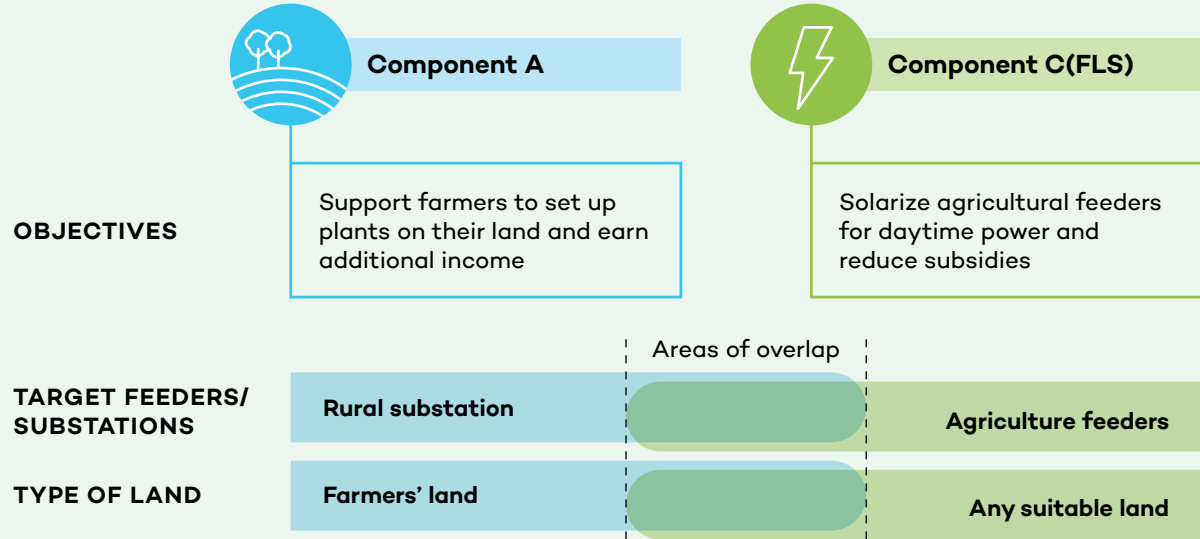 Component A
Component C(FLS)
OBJECTIVES
Support farmers to set up
plants on their land and earn
additional income
Solarize agricultural feeders
for daytime power and
reduce subsidies
Areas of overlap
TARGET FEEDERS/
SUBSTATIONS
Rural substation
Agriculture feeders
TYPE OF LAND
Farmers’ land
Any suitable land